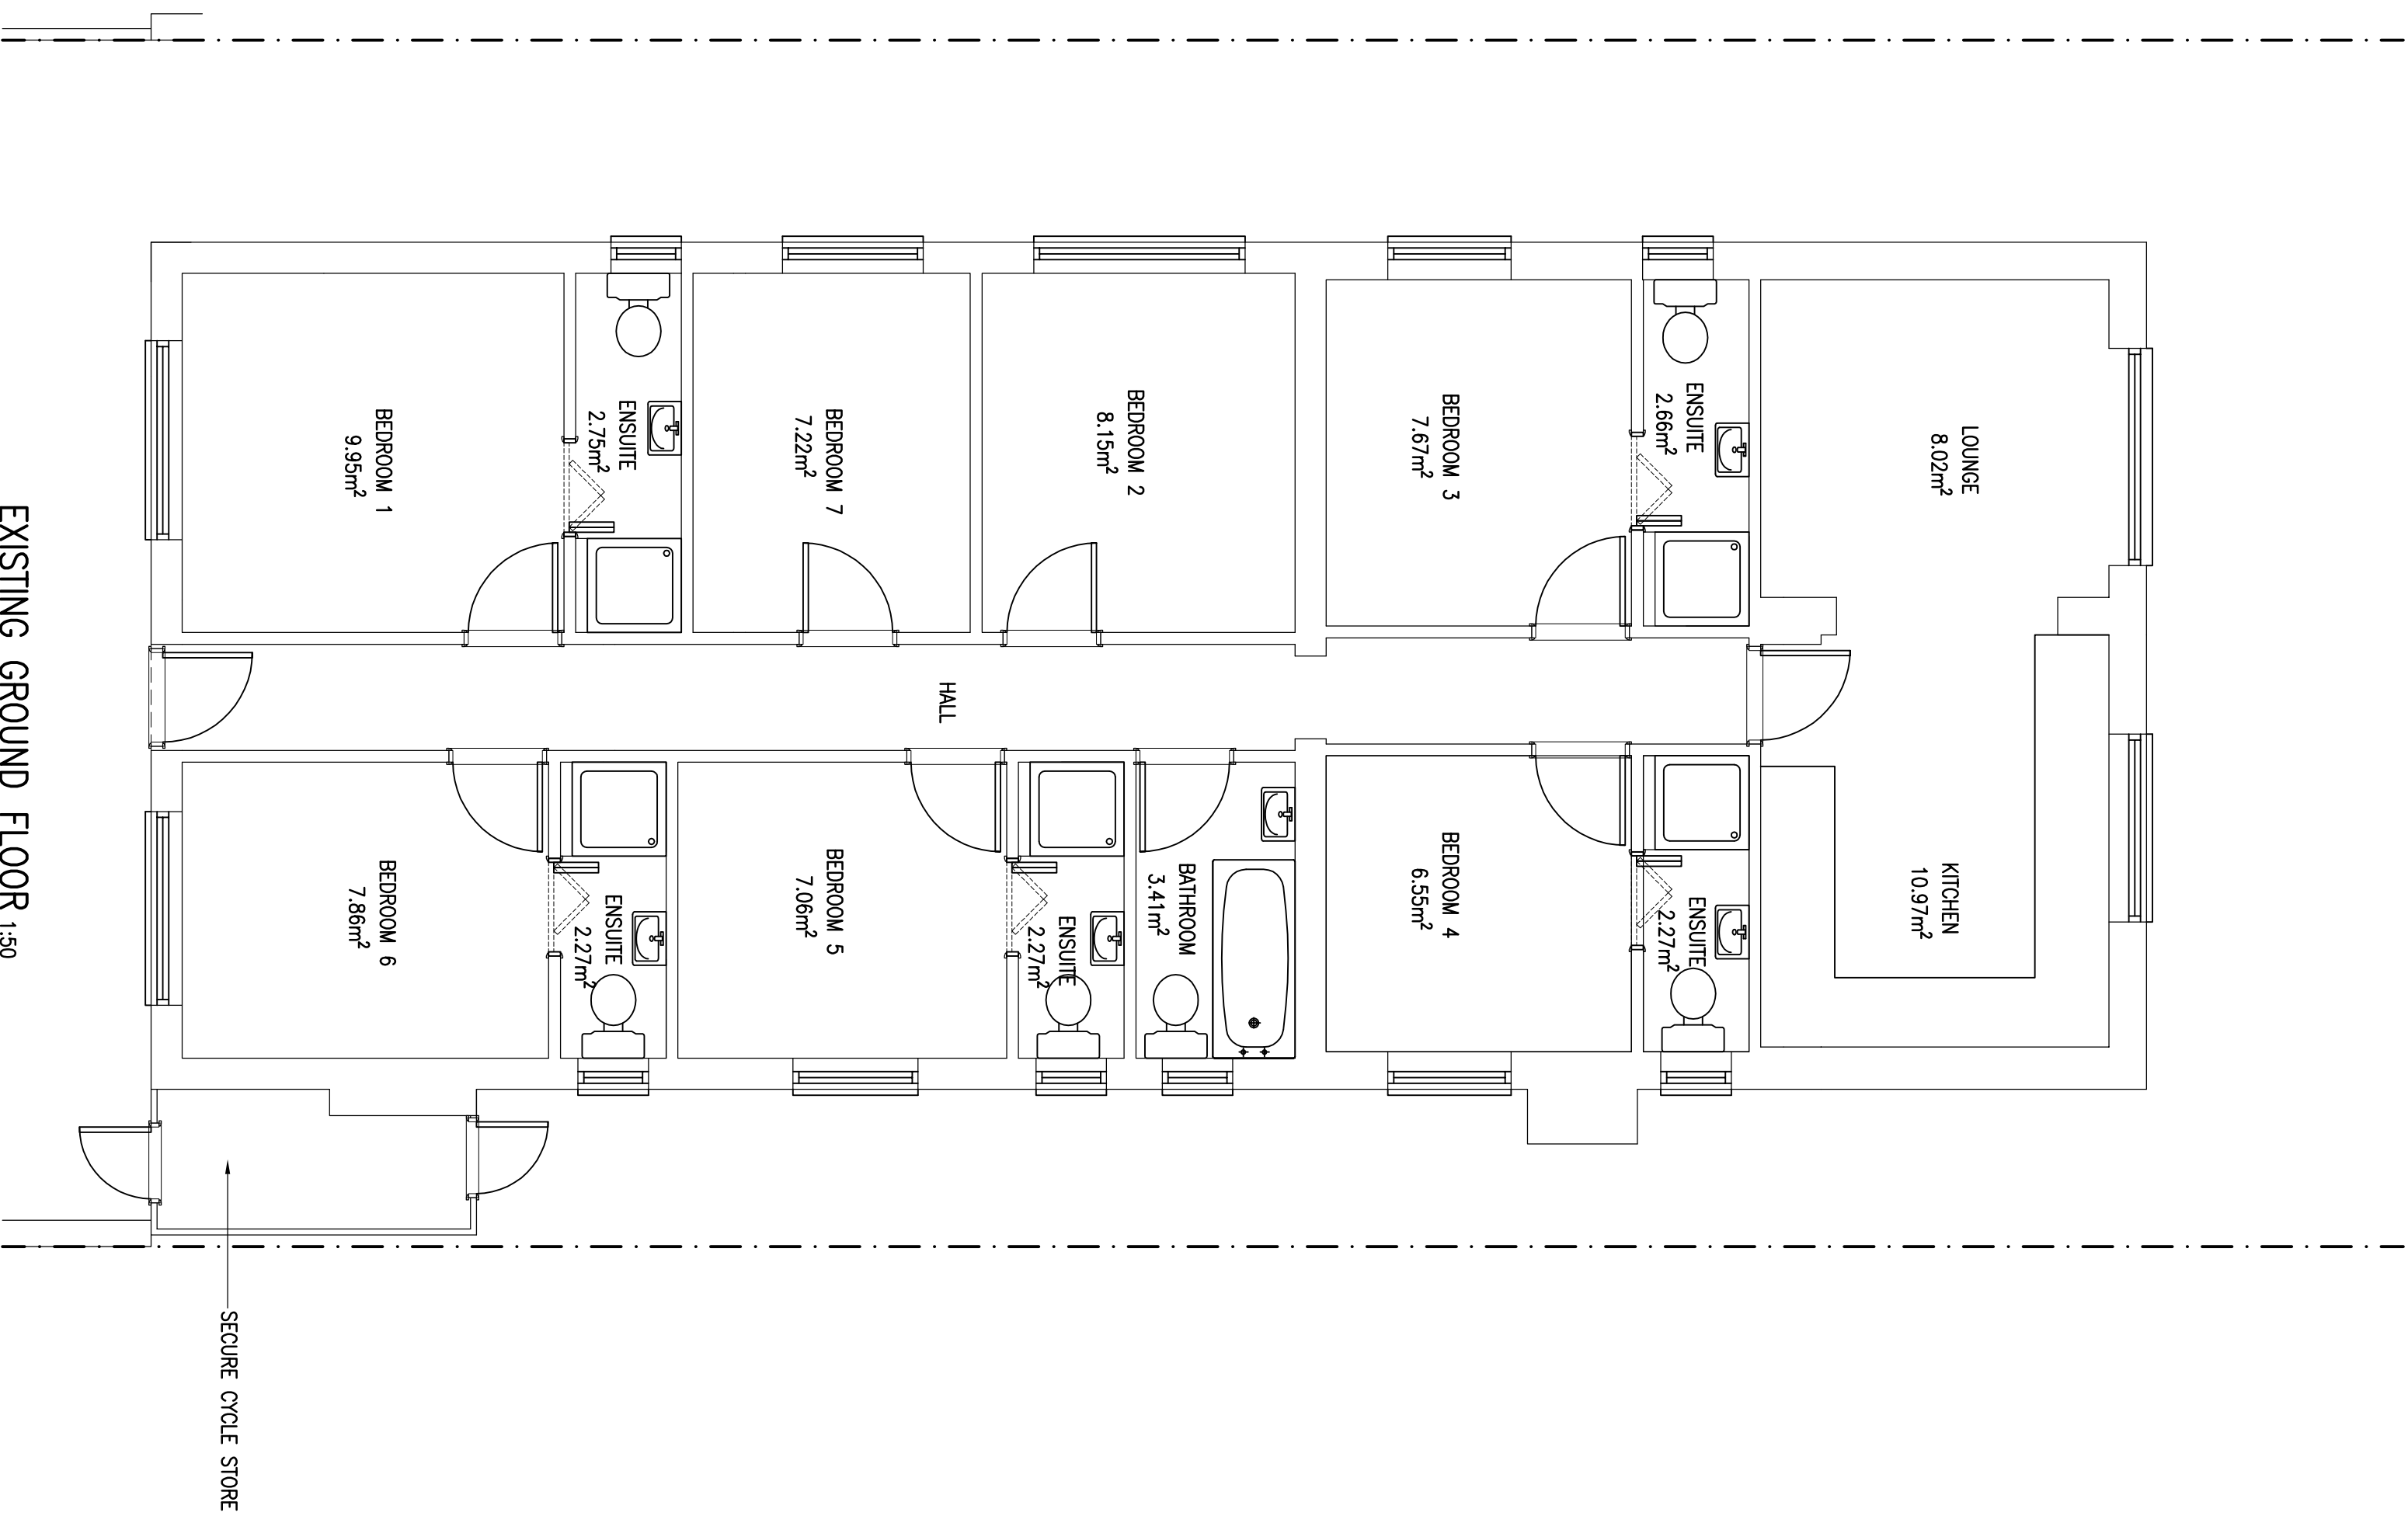 LOUNGE
8.02m²
KITCHEN
10.97m²
ENSUITE
2.66m²
ENSUITE
2.27m²
BEDROOM 3
7.67m²
BEDROOM 4
6.55m²
BEDROOM 2
8.15m²
BATHROOM
3.41m²
ENSUITE
2.27m²
HALL
BEDROOM 7
7.22m²
BEDROOM 5
7.06m²
ENSUITE
2.75m²
ENSUITE
2.27m²
BEDROOM 1
9.95m²
BEDROOM 6
7.86m²
SECURE CYCLE STORE
EXISTING GROUND FLOOR 1:50